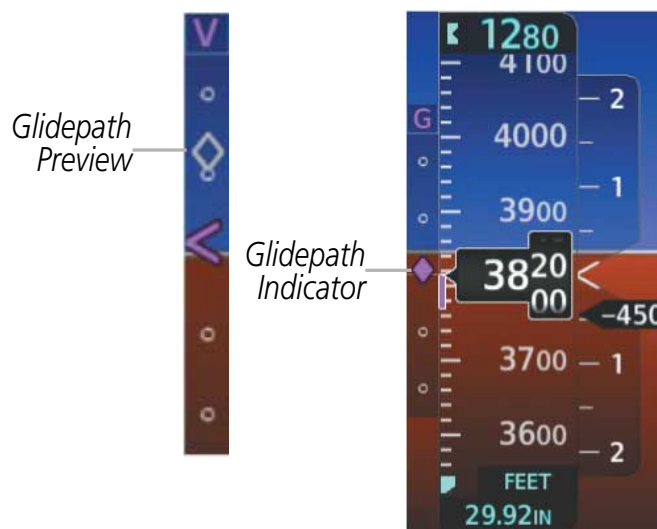 V
Glidepath
Preview
1280
4100
G
4000
3900
2
1
Glidepath
Indicator
3820
00
-450
3700
1
3600
2
FEET
29.92IN